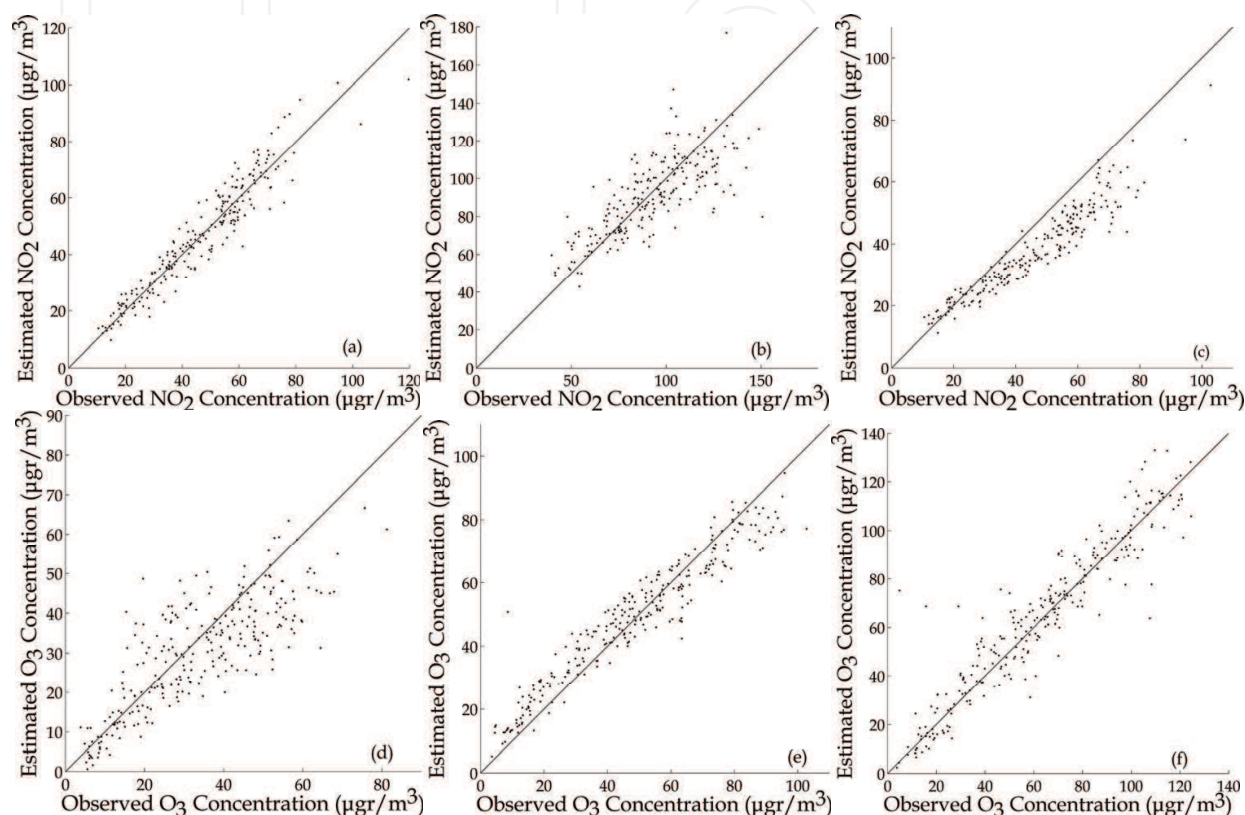 Estimated NO₂ Concentration (µgr/m³)
120
100
80
60
40
20
0
0 20 40 60 80 100 120
Observed NO₂ Concentration (µgr/m³)
(a)
Estimated NO₂ Concentration (µgr/m³)
180
160
140
120
100
80
60
40
20
0
0 50 100 150
Observed NO₂ Concentration (µgr/m³)
(b)
Estimated NO₂ Concentration (µgr/m³)
100
80
60
40
20
0
0 20 40 60 80 100
Observed NO₂ Concentration (µgr/m³)
(c)
Estimated O₃ Concentration (µgr/m³)
90
80
70
60
50
40
30
20
10
0
0 20 40 60 80
Observed O₃ Concentration (µgr/m³)
(d)
Estimated O₃ Concentration (µgr/m³)
100
80
60
40
20
0
0 20 40 60 80 100
Observed O₃ Concentration (µgr/m³)
(e)
Estimated O₃ Concentration (µgr/m³)
140
120
100
80
60
40
20
0
0 20 40 60 80 100 120 140
Observed O₃ Concentration (µgr/m³)
(f)